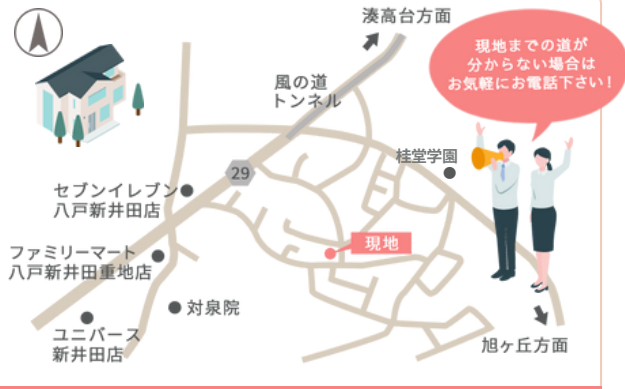 湊高台方面
現地までの道が
分からない場合は
お気軽にお電話下さい!
風の道
トンネル
桂堂学園
29
セブンイレブン
八戸新井田店
現地
ファミリーマート
八戸新井田重地店
対泉院
ユニバース
新井田店
旭ヶ丘方面